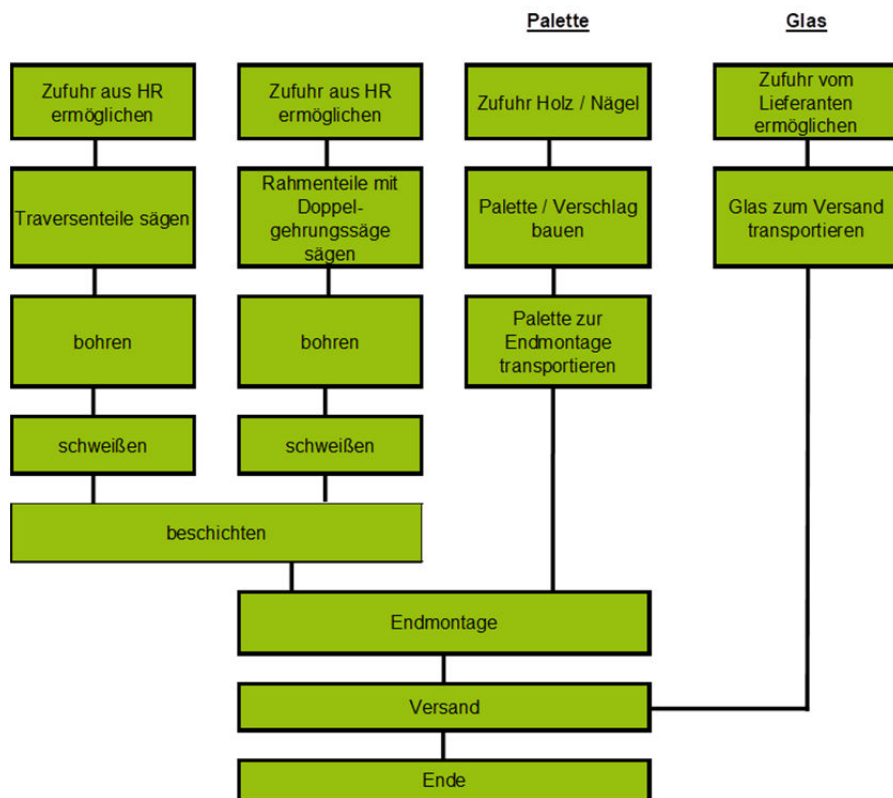 Palette
Glas
Zufuhr aus HR
ermöglichen
Zufuhr aus HR
ermöglichen
Zufuhr Holz / Nägel
Zufuhr vom
Lieferanten
ermöglichen
Traversenteile sägen
Rahmenteile mit
Doppel-
gehrungssäge
sägen
Palette / Verschlag
bauen
Glas zum Versand
transportieren
bohren
bohren
Palette zur
Endmontage
transportieren
schweißen
schweißen
beschichten
Endmontage
Versand
Ende